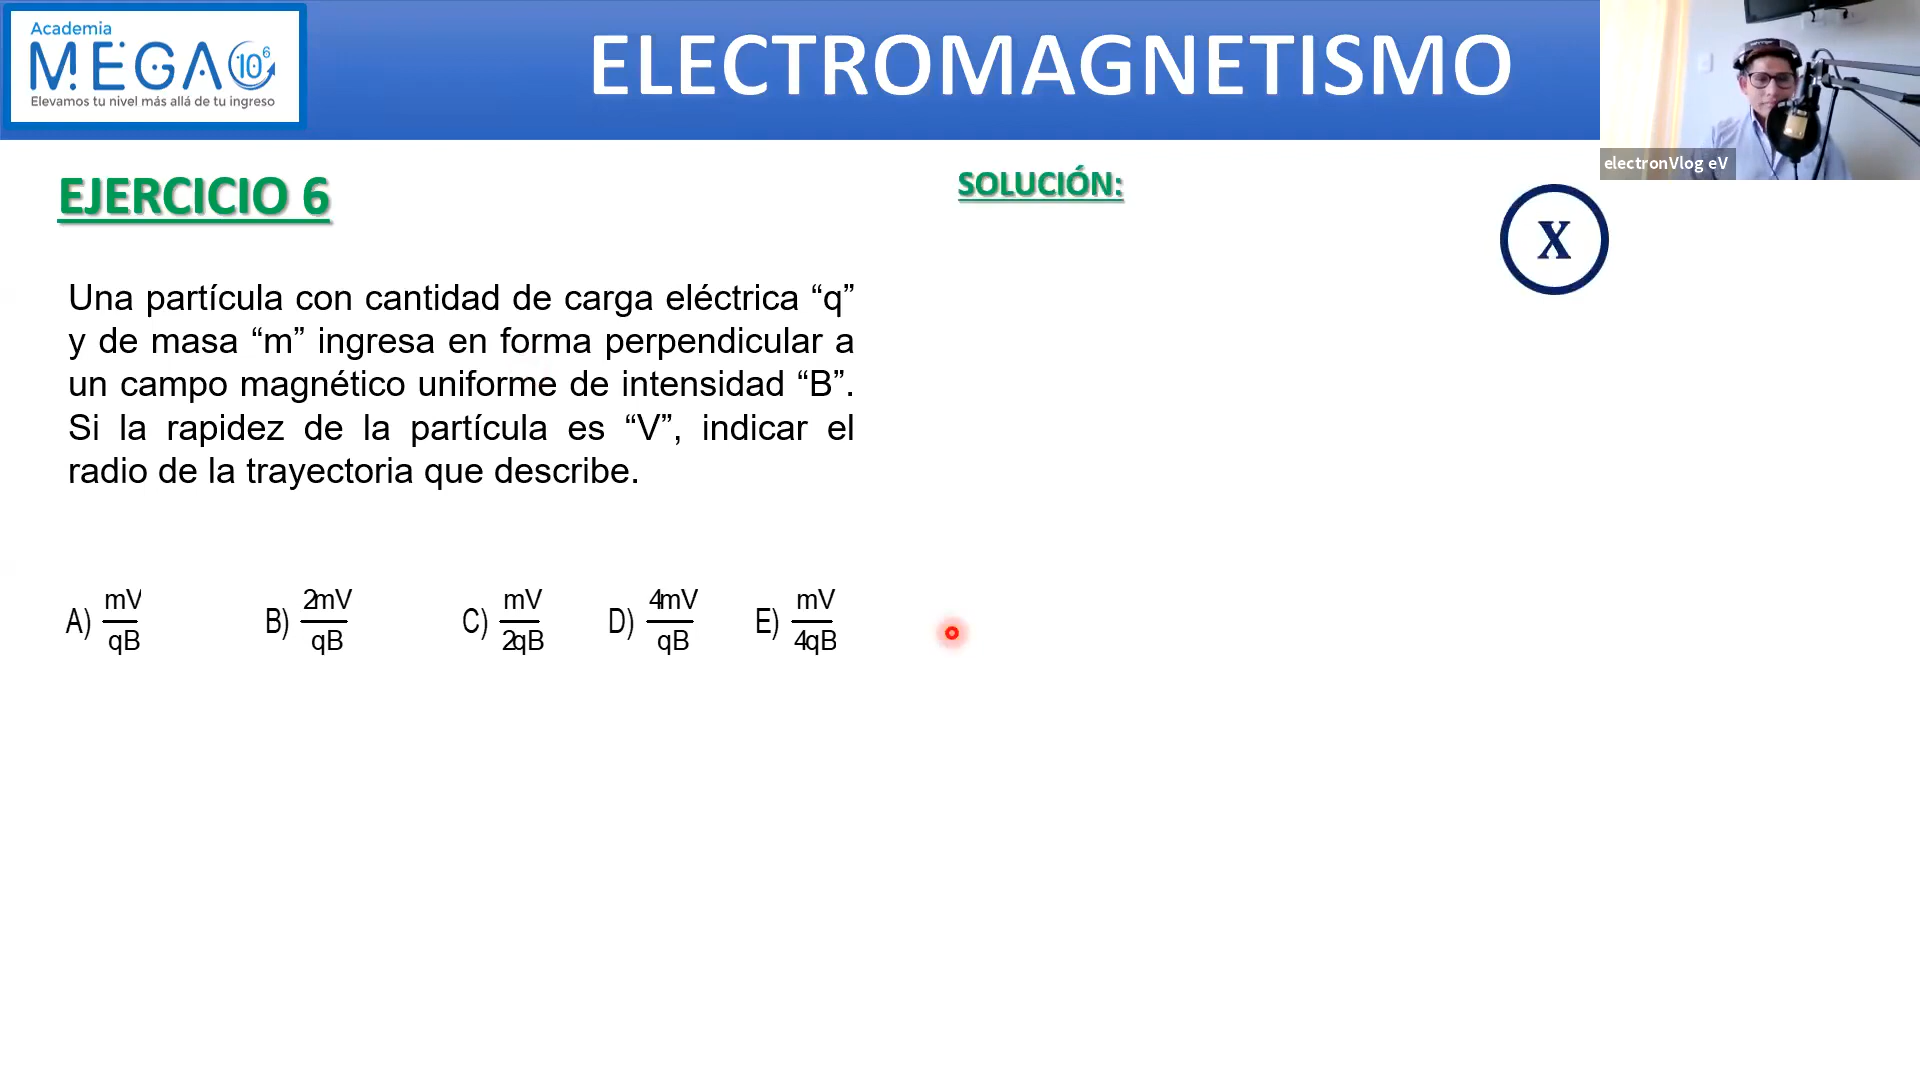 Academia
MEGA 10⁶
Elevamos tu nivel más allá de tu ingreso
ELECTROMAGNETISMO
electronVlog eV
EJERCICIO 6
SOLUCIÓN:
X
Una partícula con cantidad de carga eléctrica “q”
y de masa “m” ingresa en forma perpendicular a
un campo magnético uniforme de intensidad “B”.
Si la rapidez de la partícula es “V”, indicar el
radio de la trayectoria que describe.
A) mV/qB B) 2mV/qB C) mV/2qB D) 4mV/qB E) mV/4qB